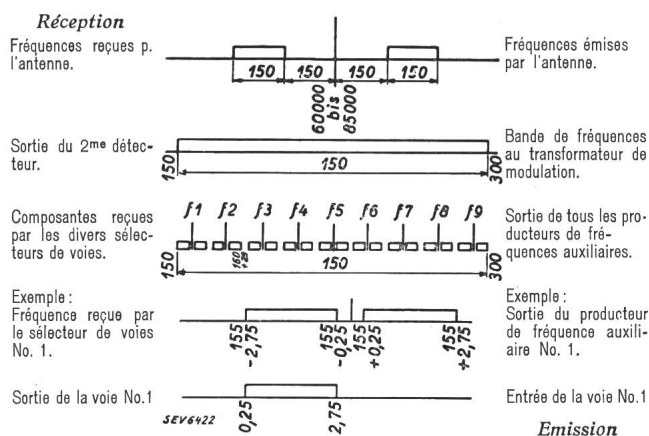 Réception
Fréquences reçues p.
l'antenne.
150 150 150 150
60000
bis
85000
Fréquences émises
par l'antenne.
Sortie du 2me détec-
teur.
150
150
300
Bande de fréquences
au transformateur de
modulation.
Composantes reçues
par les divers sélec-
teurs de voies.
f1 f2 f3 f4 f5 f6 f7 f8 f9
150
150
300
Sortie de tous les pro-
ducteurs de fré-
quences auxiliaires.
Exemple:
Fréquence reçue par
le sélecteur de voies
No. 1.
155
-2,75
155
-0,25
155
+0,25
155
+2,75
Exemple:
Sortie du producteur
de fréquence auxili-
aire No. 1.
Sortie de la voie No.1
SEV6422
0,25
2,75
Entrée de la voie No.1
Emission